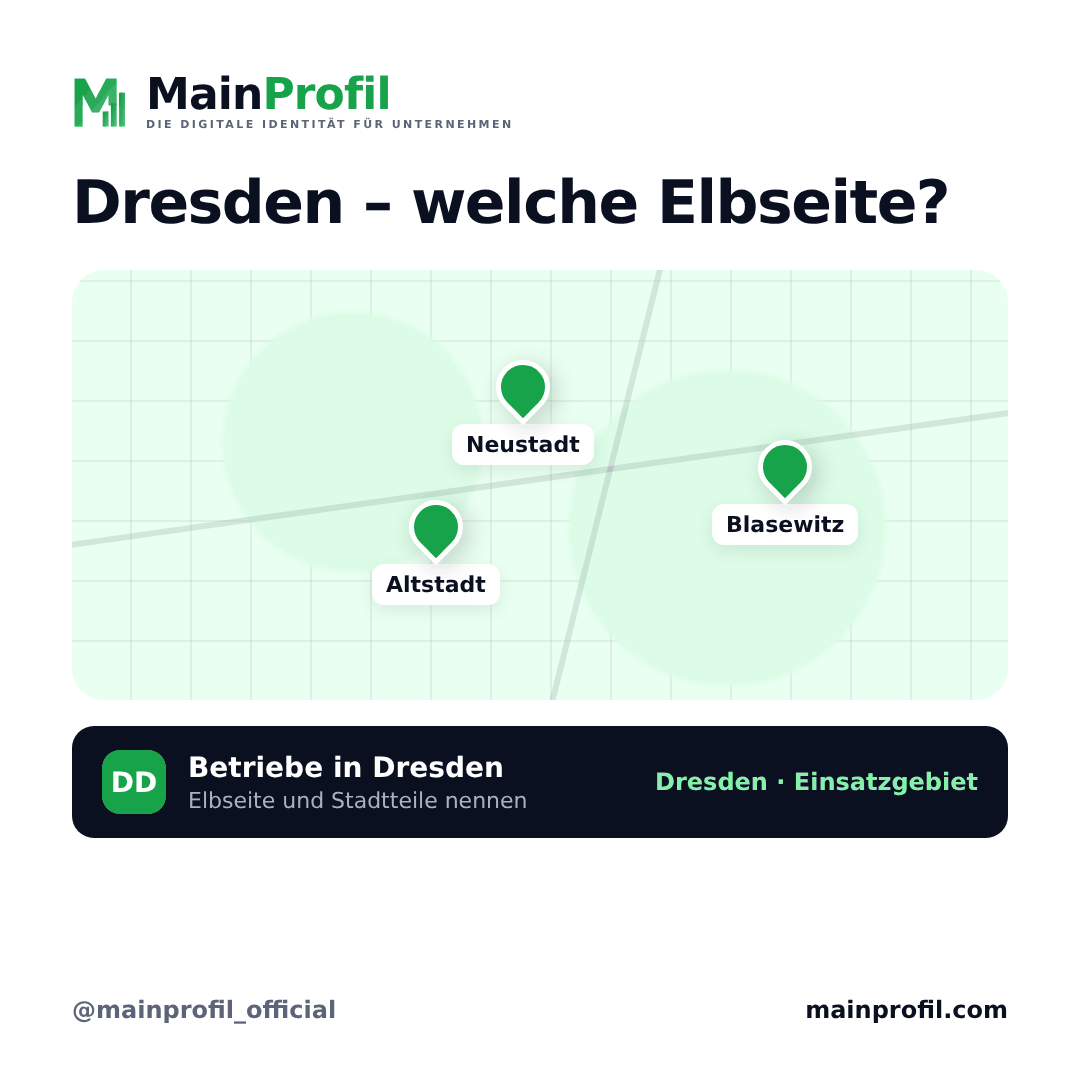 MainProfil
DIE DIGITALE IDENTITÄT FÜR UNTERNEHMEN
Dresden – welche Elbseite?
Neustadt
Blasewitz
Altstadt
DD
Betriebe in Dresden
Elbseite und Stadtteile nennen
Dresden · Einsatzgebiet
@mainprofil_official
mainprofil.com